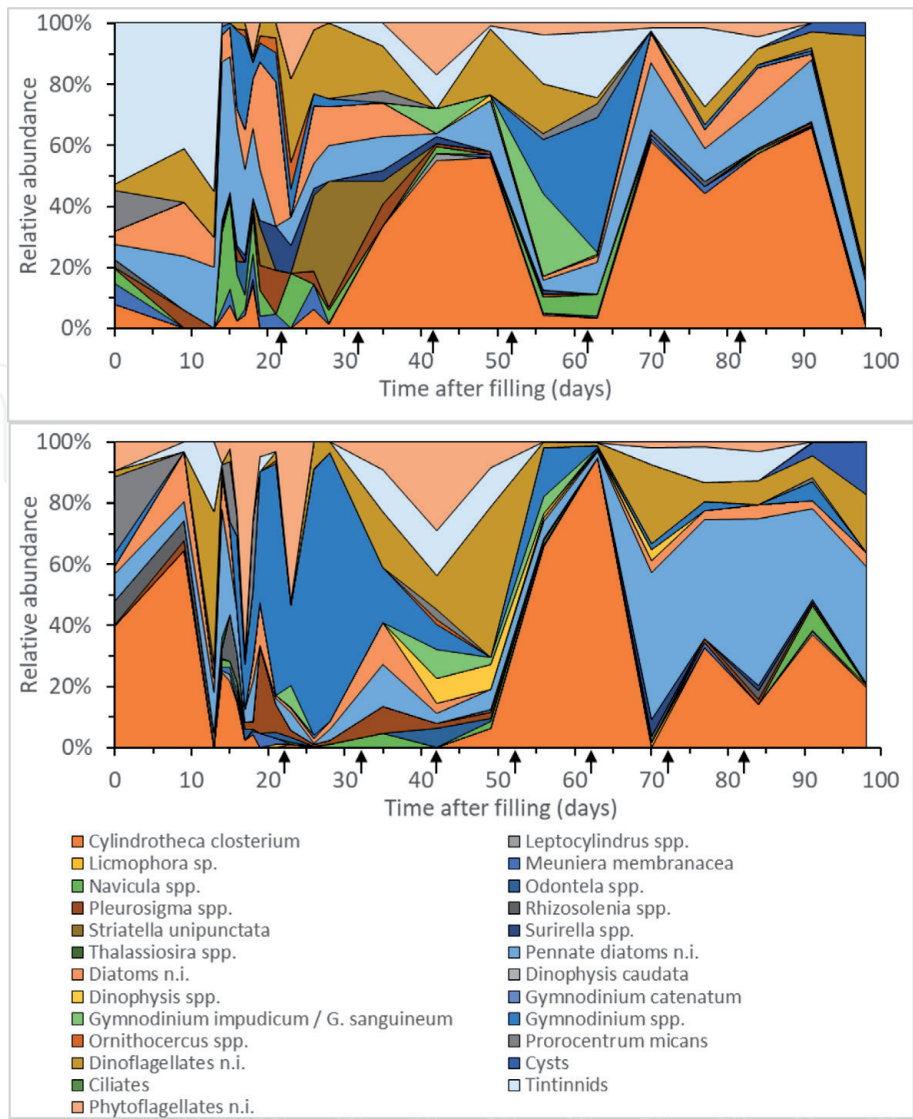 100%
80%
60%
40%
20%
0%
Relative abundance
0 10 20 30 40 50 60 70 80 90 100
Time after filling (days)
100%
80%
60%
40%
20%
0%
Relative abundance
0 10 20 30 40 50 60 70 80 90 100
Time after filling (days)
Cylindrotheca closterium
Licmophora sp.
Navicula spp.
Pleurosigma spp.
Striatella unipunctata
Thalassiosira spp.
Diatoms n.i.
Dinophysis spp.
Gymnodinium impudicum / G. sanguineum
Ornithocercus spp.
Dinoflagellates n.i.
Ciliates
Phytoflagellates n.i.
Leptocylindrus spp.
Meuniera membranacea
Odontela spp.
Rhizosolenia spp.
Surirella spp.
Pennate diatoms n.i.
Dinophysis caudata
Gymnodinium catenatum
Gymnodinium spp.
Prorocentrum micans
Cysts
Tintinnids